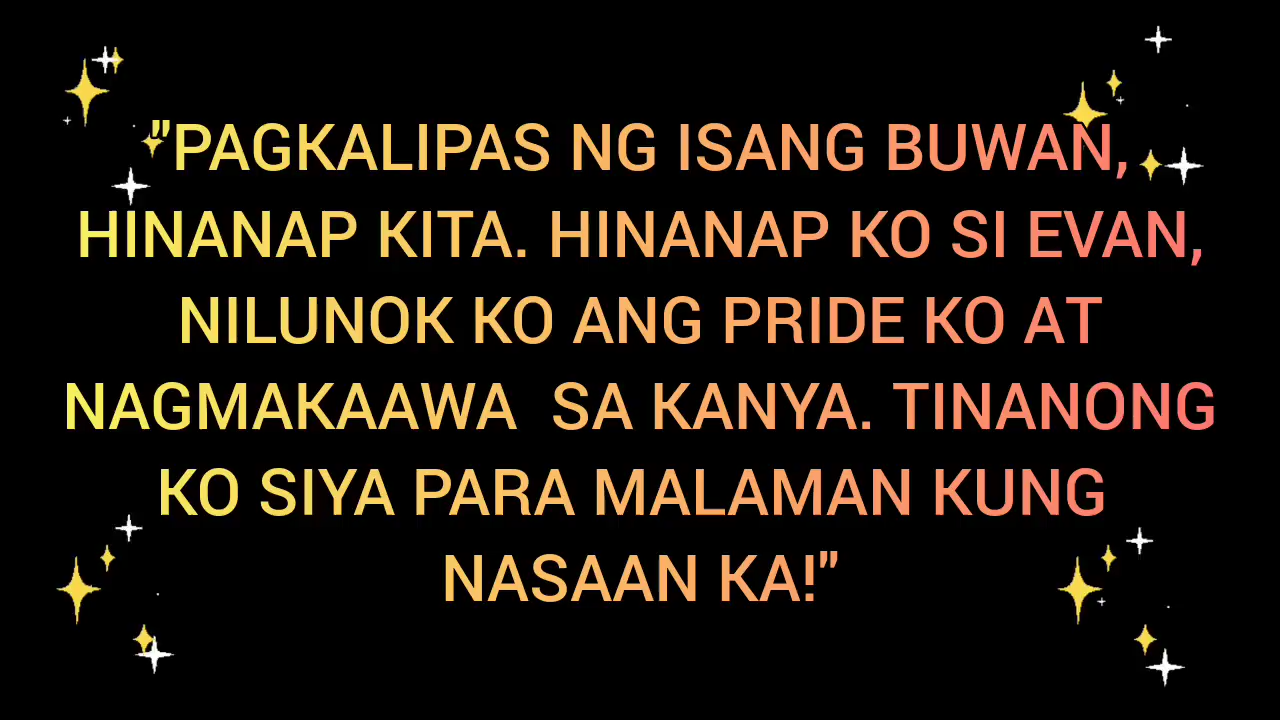 "PAGKALIPAS NG ISANG BUWAN,
HINANAP KITA. HINANAP KO SI EVAN,
NILUNOK KO ANG PRIDE KO AT
NAGMAKAAWA  SA KANYA. TINANONG
KO SIYA PARA MALAMAN KUNG
NASAAN KA!"